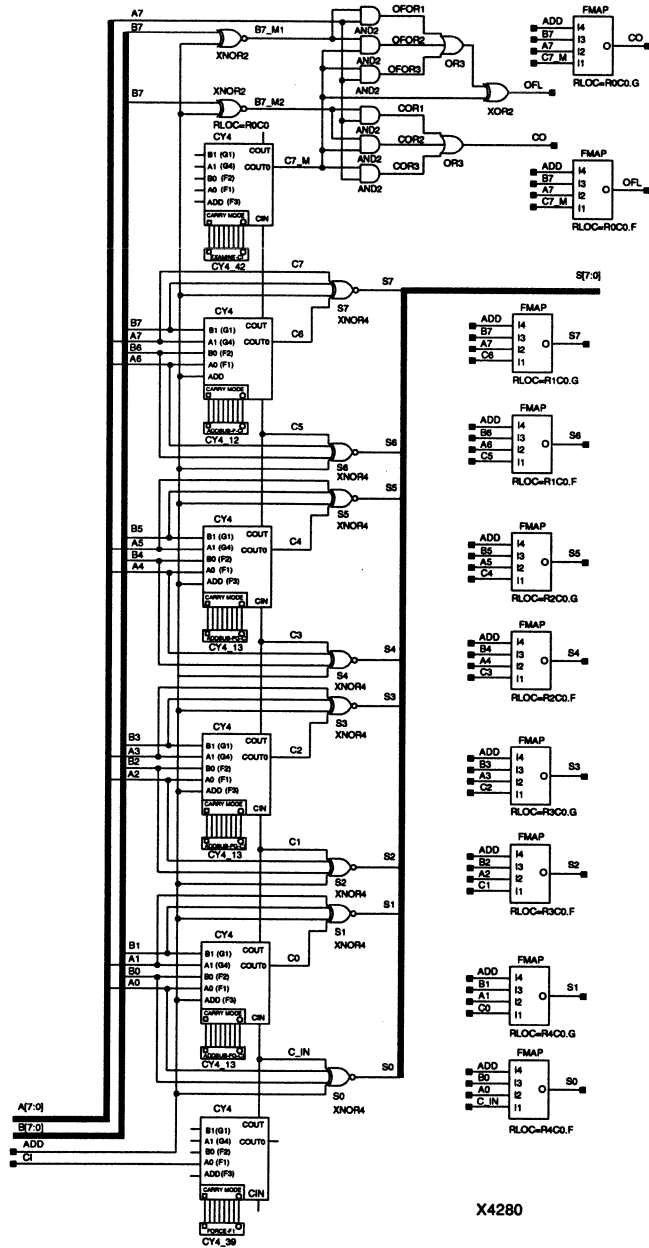 A7
B7
B7_M1
XNOR2
AND2
OFOR1
AND2
OFOR2
AND2
OFOR3
OR3
XOR2
OFL
B7
XNOR2
RLOC=R0C0
B7_M2
AND2
COR1
AND2
COR2
AND2
COR3
OR3
CO
CY4
B1 (G1)
A1 (G4)
B0 (F2)
A0 (F1)
ADD (F3)
COUT
COUT0
CIN
CARRY MODE
EXAMINE-CI
CY4_42
C7_M
C7
S7
XNOR4
S7
S[7:0]
B7
A7
B6
A6
CY4
B1 (G1)
A1 (G4)
B0 (F2)
A0 (F1)
ADD
COUT
COUT0
CIN
CARRY MODE
ADDSUB-F-CI
CY4_12
C6
C5
S6
XNOR4
S6
S5
XNOR4
S5
B5
A5
B4
A4
CY4
B1 (G1)
A1 (G4)
B0 (F2)
A0 (F1)
ADD (F3)
COUT
COUT0
CIN
CARRY MODE
CY4_13
C4
C3
S4
XNOR4
S4
S3
XNOR4
S3
B3
A3
B2
A2
CY4
B1 (G1)
A1 (G4)
B0 (F2)
A0 (F1)
ADD (F3)
COUT
COUT0
CIN
CARRY MODE
CY4_13
C2
C1
S2
XNOR4
S2
S1
XNOR4
S1
B1
A1
B0
A0
CY4
B1 (G1)
A1 (G4)
B0 (F2)
A0 (F1)
ADD (F3)
COUT
COUT0
CIN
CARRY MODE
CY4_13
C0
C_IN
S0
XNOR4
S0
A[7:0]
B[7:0]
ADD
CI
CY4
B1(G1)
A1 (G4)
B0 (F2)
A0 (F1)
ADD(F3)
COUT
COUT0
CIN
CARRY MODE
FORCE-F1
CY4_39
FMAP
ADD I4
B7 I3
A7 I2
C7_M I1
O CO
RLOC=R0C0.G
FMAP
ADD I4
B7 I3
A7 I2
C7_M I1
O OFL
RLOC=R0C0.F
FMAP
ADD I4
B7 I3
A7 I2
C6 I1
O S7
RLOC=R1C0.G
FMAP
ADD I4
B6 I3
A6 I2
C5 I1
O S6
RLOC=R1C0.F
FMAP
ADD I4
B5 I3
A5 I2
C4 I1
O S5
RLOC=R2C0.G
FMAP
ADD I4
B4 I3
A4 I2
C3 I1
O S4
RLOC=R2C0.F
FMAP
ADD I4
B3 I3
A3 I2
C2 I1
O S3
RLOC=R3C0.G
FMAP
ADD I4
B2 I3
A2 I2
C1 I1
O S2
RLOC=R3C0.F
FMAP
ADD I4
B1 I3
A1 I2
C0 I1
O S1
RLOC=R4C0.G
FMAP
ADD I4
B0 I3
A0 I2
C_IN I1
O S0
RLOC=R4C0.F
X4280